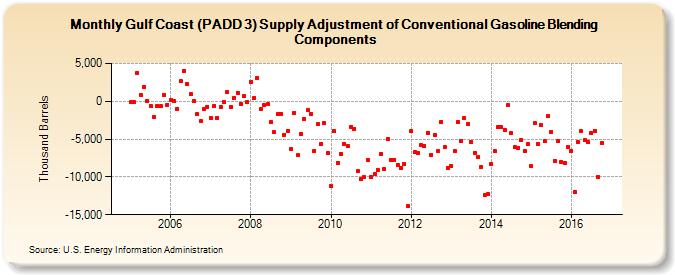 Monthly Gulf Coast (PADD 3) Supply Adjustment of Conventional Gasoline Blending
Components
Thousand Barrels
5,000
0
-5,000
-10,000
-15,000
2006
2008
2010
2012
2014
2016
Source: U.S. Energy Information Administration